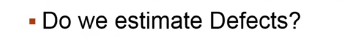 ▪ Do we estimate Defects?